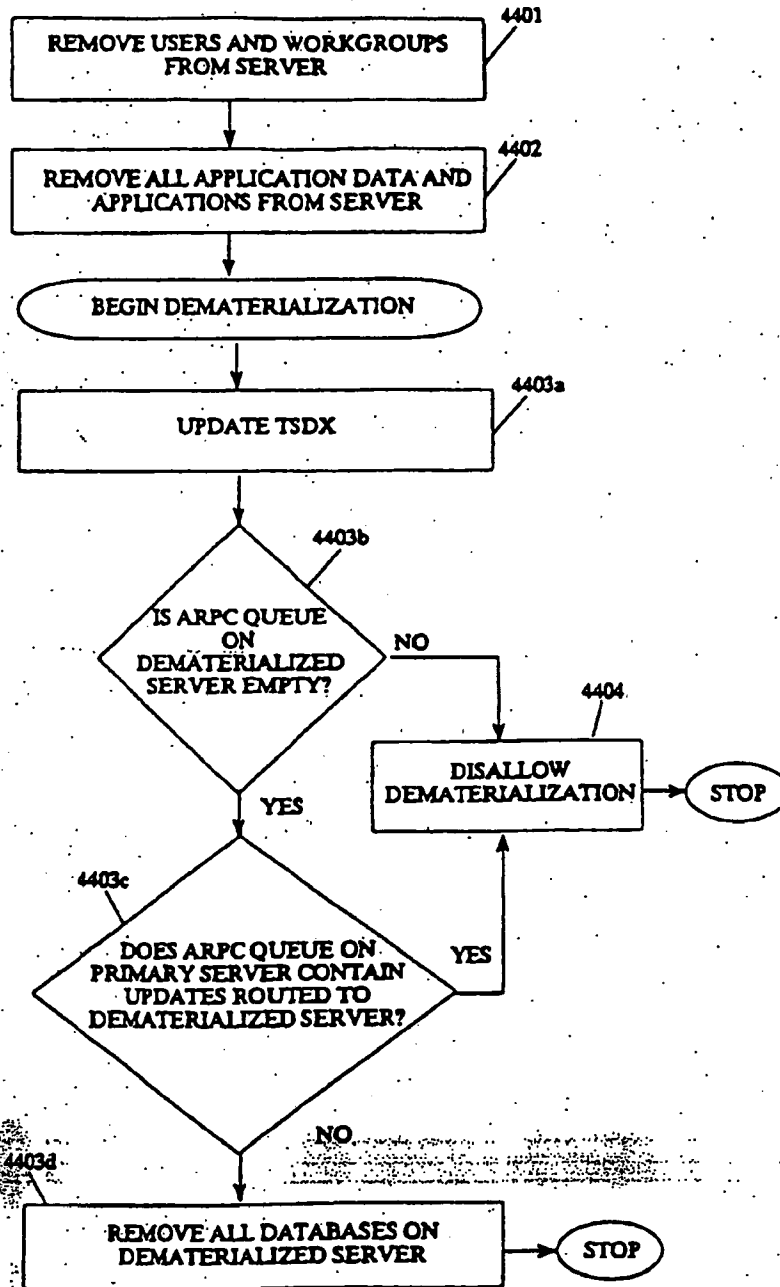 4401
REMOVE USERS AND WORKGROUPS
FROM SERVER
4402
REMOVE ALL APPLICATION DATA AND
APPLICATIONS FROM SERVER
BEGIN DEMATERIALIZATION
4403a
UPDATE TSDX
4403b
IS ARPC QUEUE
ON
DEMATERIALIZED
SERVER EMPTY?
NO
4404
DISALLOW
DEMATERIALIZATION
STOP
YES
4403c
DOES ARPC QUEUE ON
PRIMARY SERVER CONTAIN
UPDATES ROUTED TO
DEMATERIALIZED SERVER?
YES
NO
4403d
REMOVE ALL DATABASES ON
DEMATERIALIZED SERVER
STOP